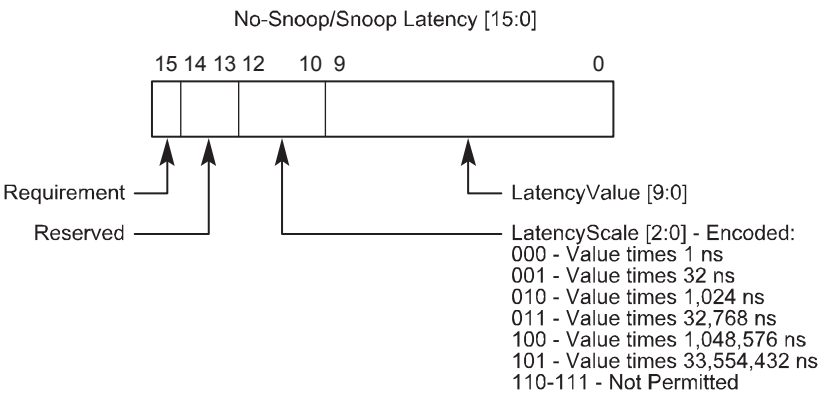 No-Snoop/Snoop Latency [15:0]
15 14 13 12 10 9 0
Requirement
Reserved
LatencyValue [9:0]
LatencyScale [2:0] - Encoded:
000 - Value times 1 ns
001 - Value times 32 ns
010 - Value times 1,024 ns
011 - Value times 32,768 ns
100 - Value times 1,048,576 ns
101 - Value times 33,554,432 ns
110-111 - Not Permitted